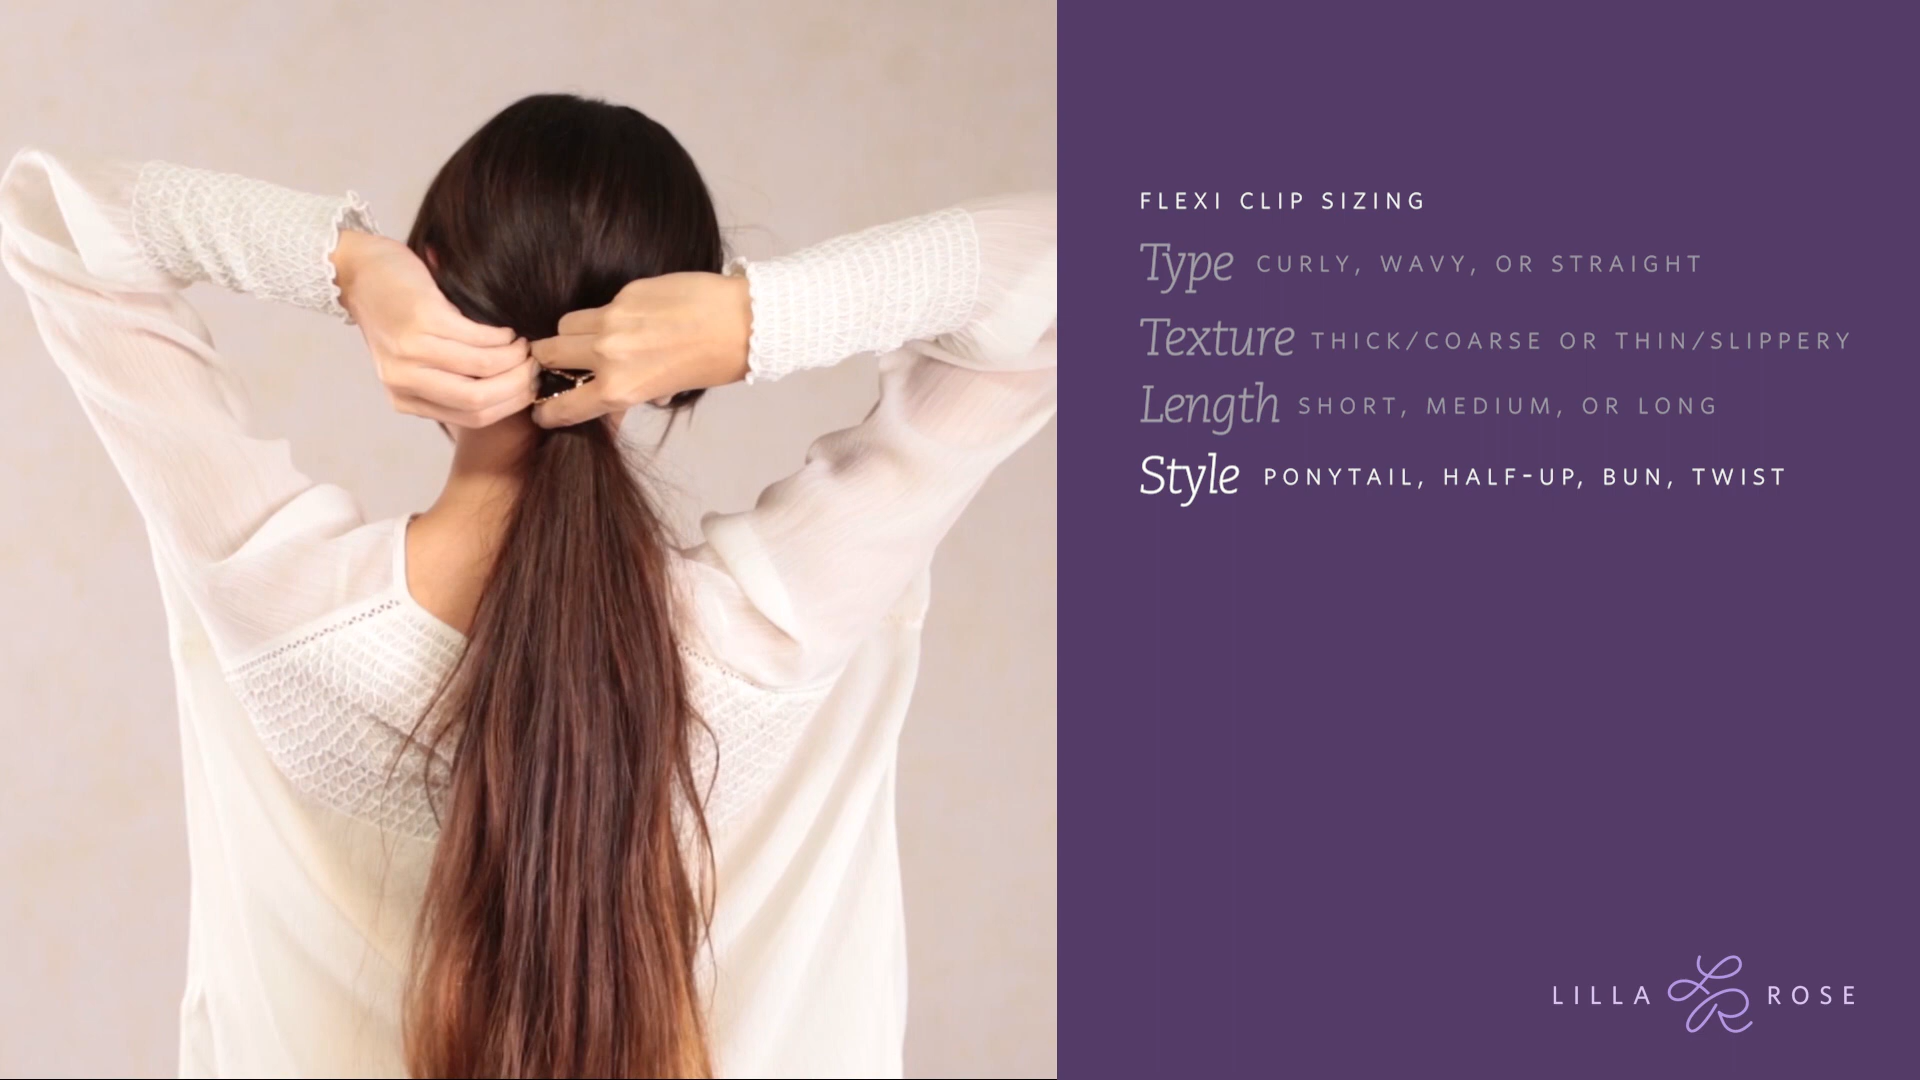 FLEXI CLIP SIZING
Type CURLY, WAVY, OR STRAIGHT
Texture THICK/COARSE OR THIN/SLIPPERY
Length SHORT, MEDIUM, OR LONG
Style PONYTAIL, HALF-UP, BUN, TWIST
LILLA LR ROSE